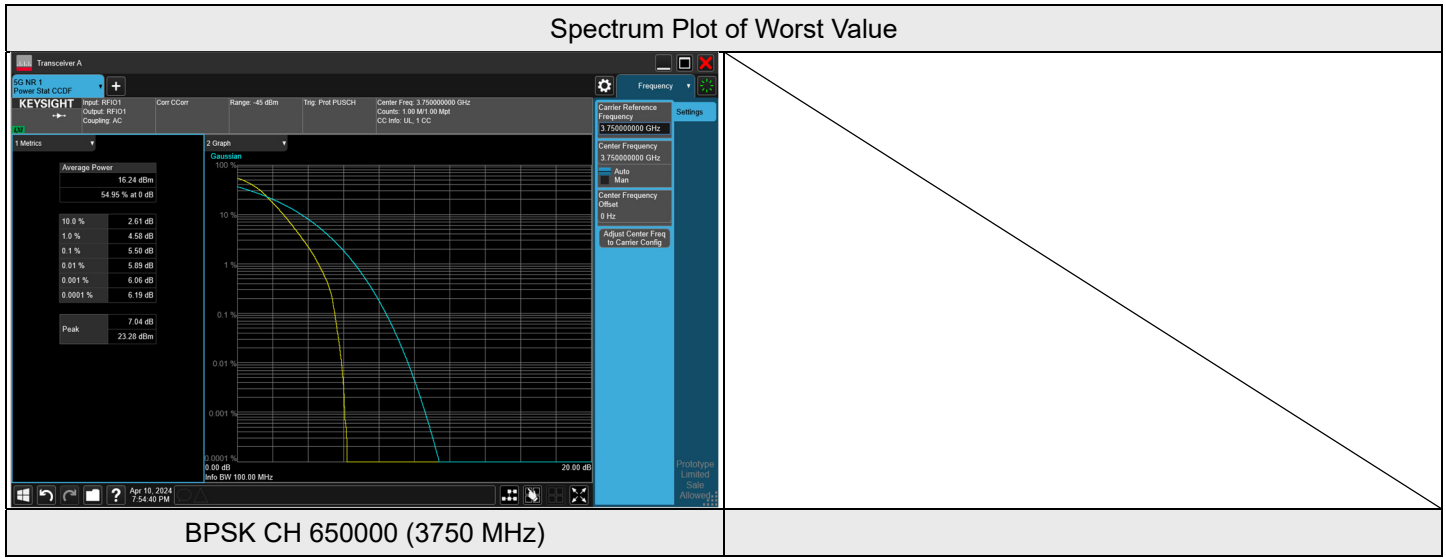 Spectrum Plot of Worst Value
Transceiver A
5G NR 1
Power Stat CCDF
+
Frequency
KEYSIGHT
Input: RFIO1
Output: RFIO1
Coupling: AC
Corr CCorr
Range: -45 dBm
Trig: Prot PUSCH
Center Freq: 3.750000000 GHz
Counts: 1.00 M/1.00 Mpt
CC Info: UL, 1 CC
LXI
Carrier Reference
Frequency
3.750000000 GHz
Settings
Center Frequency
3.750000000 GHz
Auto
Man
Center Frequency
Offset
0 Hz
Adjust Center Freq
to Carrier Config
1 Metrics
Average Power
16.24 dBm
54.95 % at 0 dB
10.0 % 2.61 dB
1.0 % 4.58 dB
0.1 % 5.50 dB
0.01 % 5.89 dB
0.001 % 6.06 dB
0.0001 % 6.19 dB
Peak
7.04 dB
23.28 dBm
2 Graph
Gaussian
100 %
10 %
1 %
0.1 %
0.01 %
0.001 %
0.0001 %
0.00 dB 20.00 dB
Info BW 100.00 MHz
Prototype
Limited
Sale
Allowed
?
Apr 10, 2024
7:54:40 PM
BPSK CH 650000 (3750 MHz)